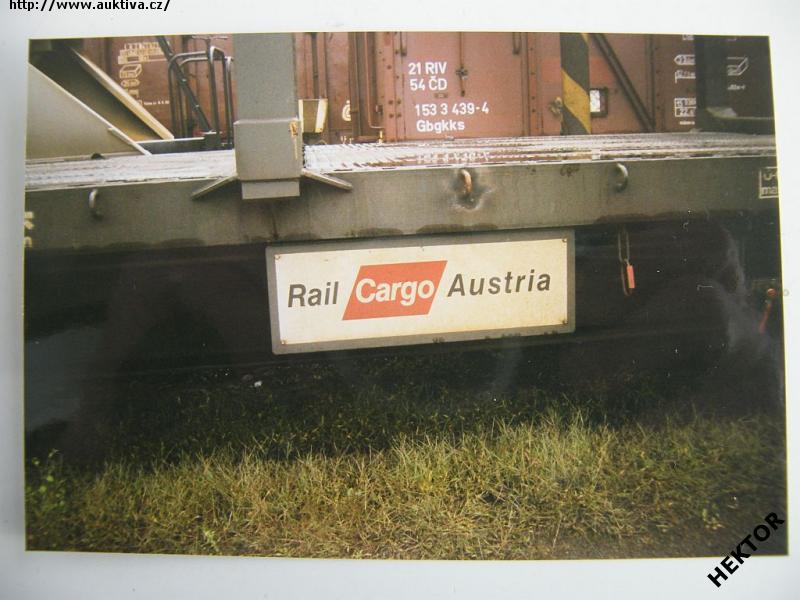 http://www.auktiva.cz/
21 RIV
54 ČD
153 3 439-4
Gbgkks
Rail Cargo Austria
HEKTOR